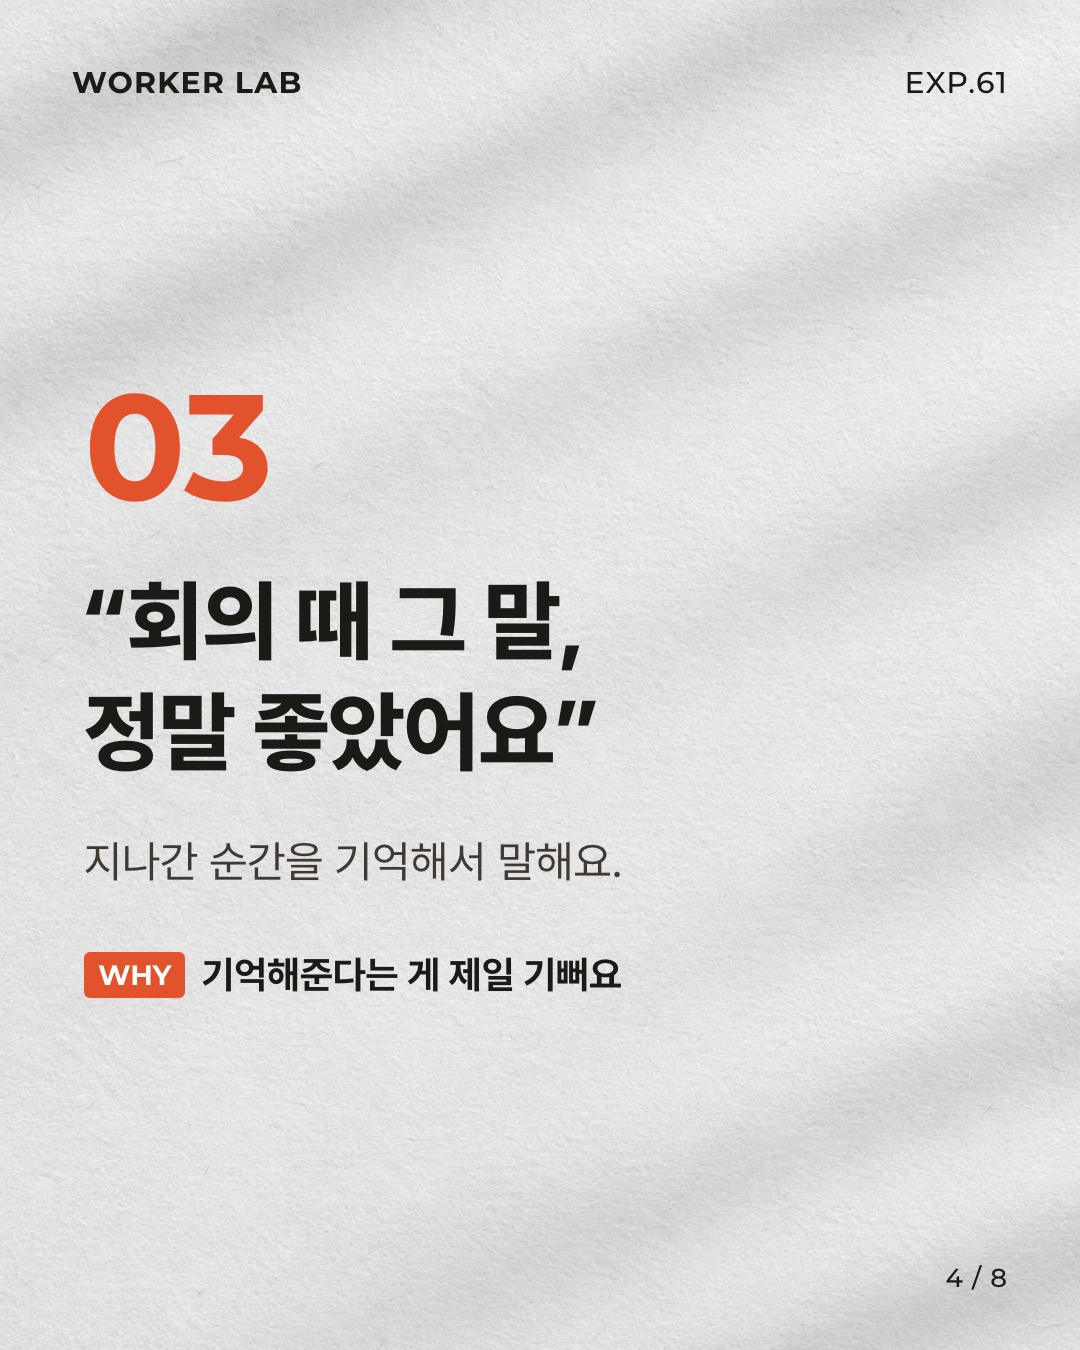 WORKER LAB
EXP.61
03
“회의 때 그 말,
정말 좋았어요”
지나간 순간을 기억해서 말해요.
WHY 기억해준다는 게 제일 기뻐요
4 / 8